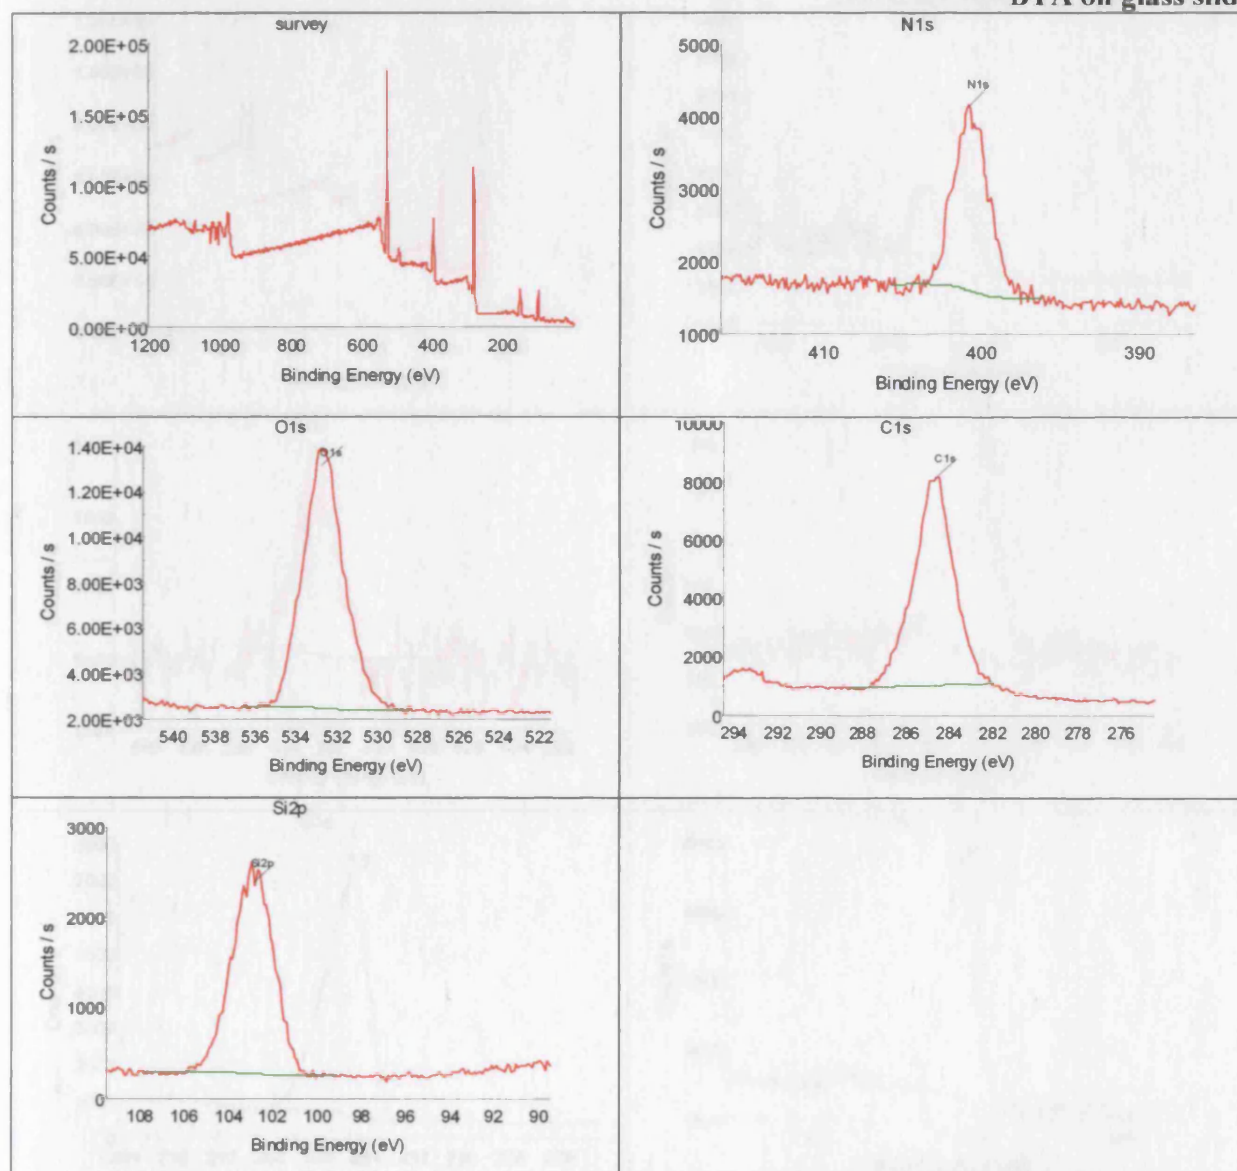 survey
2.00E+05
1.50E+05
1.00E+05
5.00E+04
0.00E+00
Counts / s
1200 1000 800 600 400 200
Binding Energy (eV)
on glass
N1s
5000
4000
3000
2000
1000
Counts / s
N1s
410 400 390
Binding Energy (eV)
O1s
1.40E+04
1.20E+04
1.00E+04
8.00E+03
6.00E+03
4.00E+03
2.00E+03
Counts / s
O1s
540 538 536 534 532 530 528 526 524 522
Binding Energy (eV)
C1s
10000
8000
6000
4000
2000
0
Counts / s
C1s
294 292 290 288 286 284 282 280 278 276
Binding Energy (eV)
Si2p
3000
2000
1000
0
Counts / s
Si2p
108 106 104 102 100 98 96 94 92 90
Binding Energy (eV)